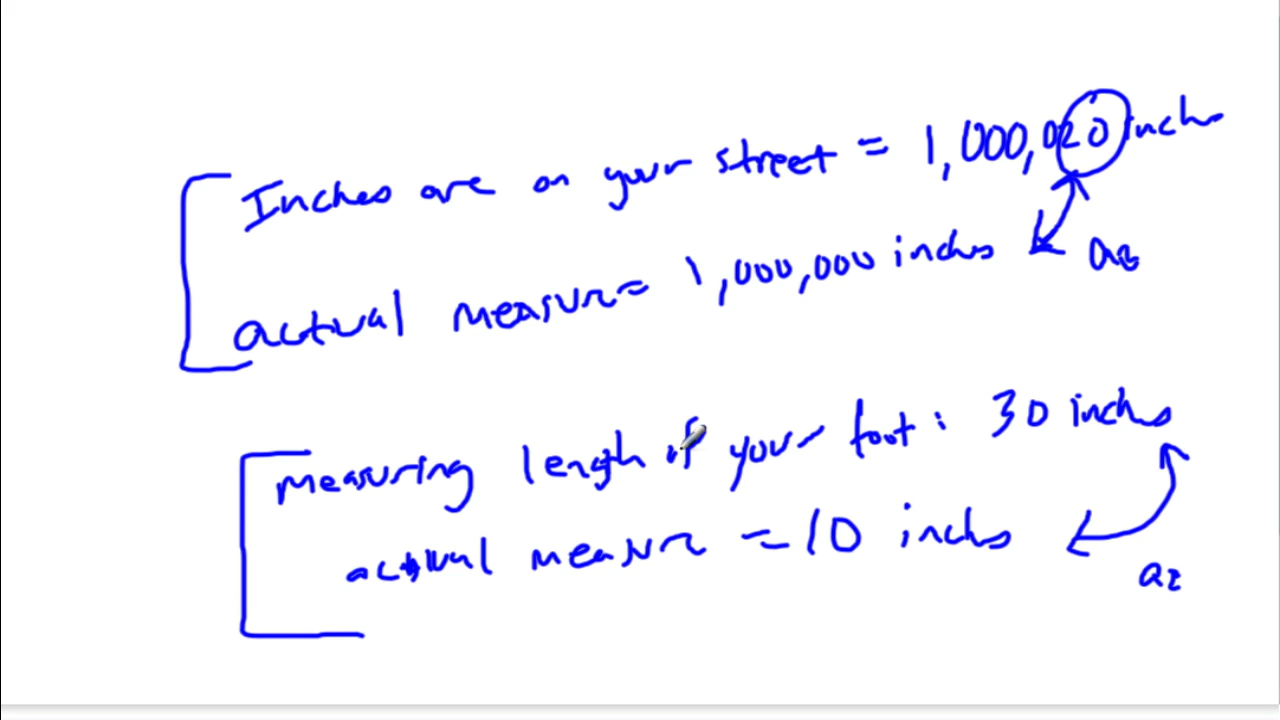 Inches are on your street = 1,000,020 inches
actual measure = 1,000,000 inches
measuring length if your foot: 30 inches
actual measure = 10 inches